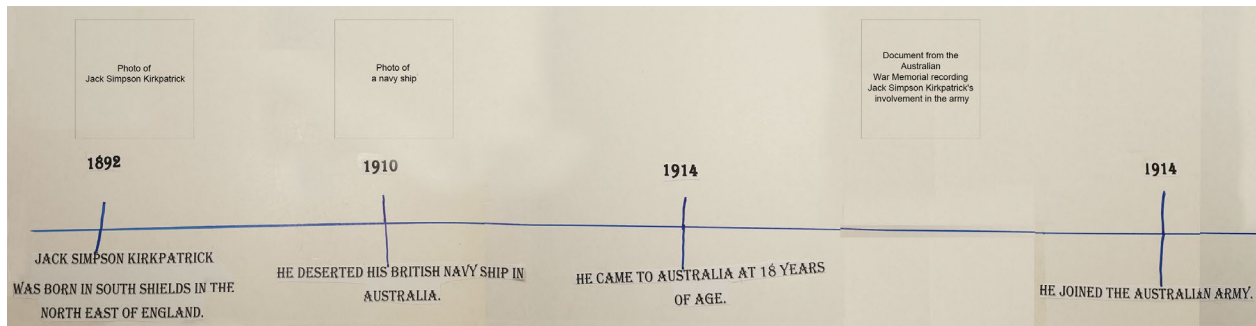 Photo of
Jack Simpson Kirkpatrick
Photo of
a navy ship
Document from the
Australian
War Memorial recording
Jack Simpson Kirkpatrick's
involvement in the army
1892
1910
1914
1914
JACK SIMPSON KIRKPATRICK
WAS BORN IN SOUTH SHIELDS IN THE
NORTH EAST OF ENGLAND.
HE DESERTED HIS BRITISH NAVY SHIP IN
AUSTRALIA.
HE CAME TO AUSTRALIA AT 18 YEARS
OF AGE.
HE JOINED THE AUSTRALIAN ARMY.